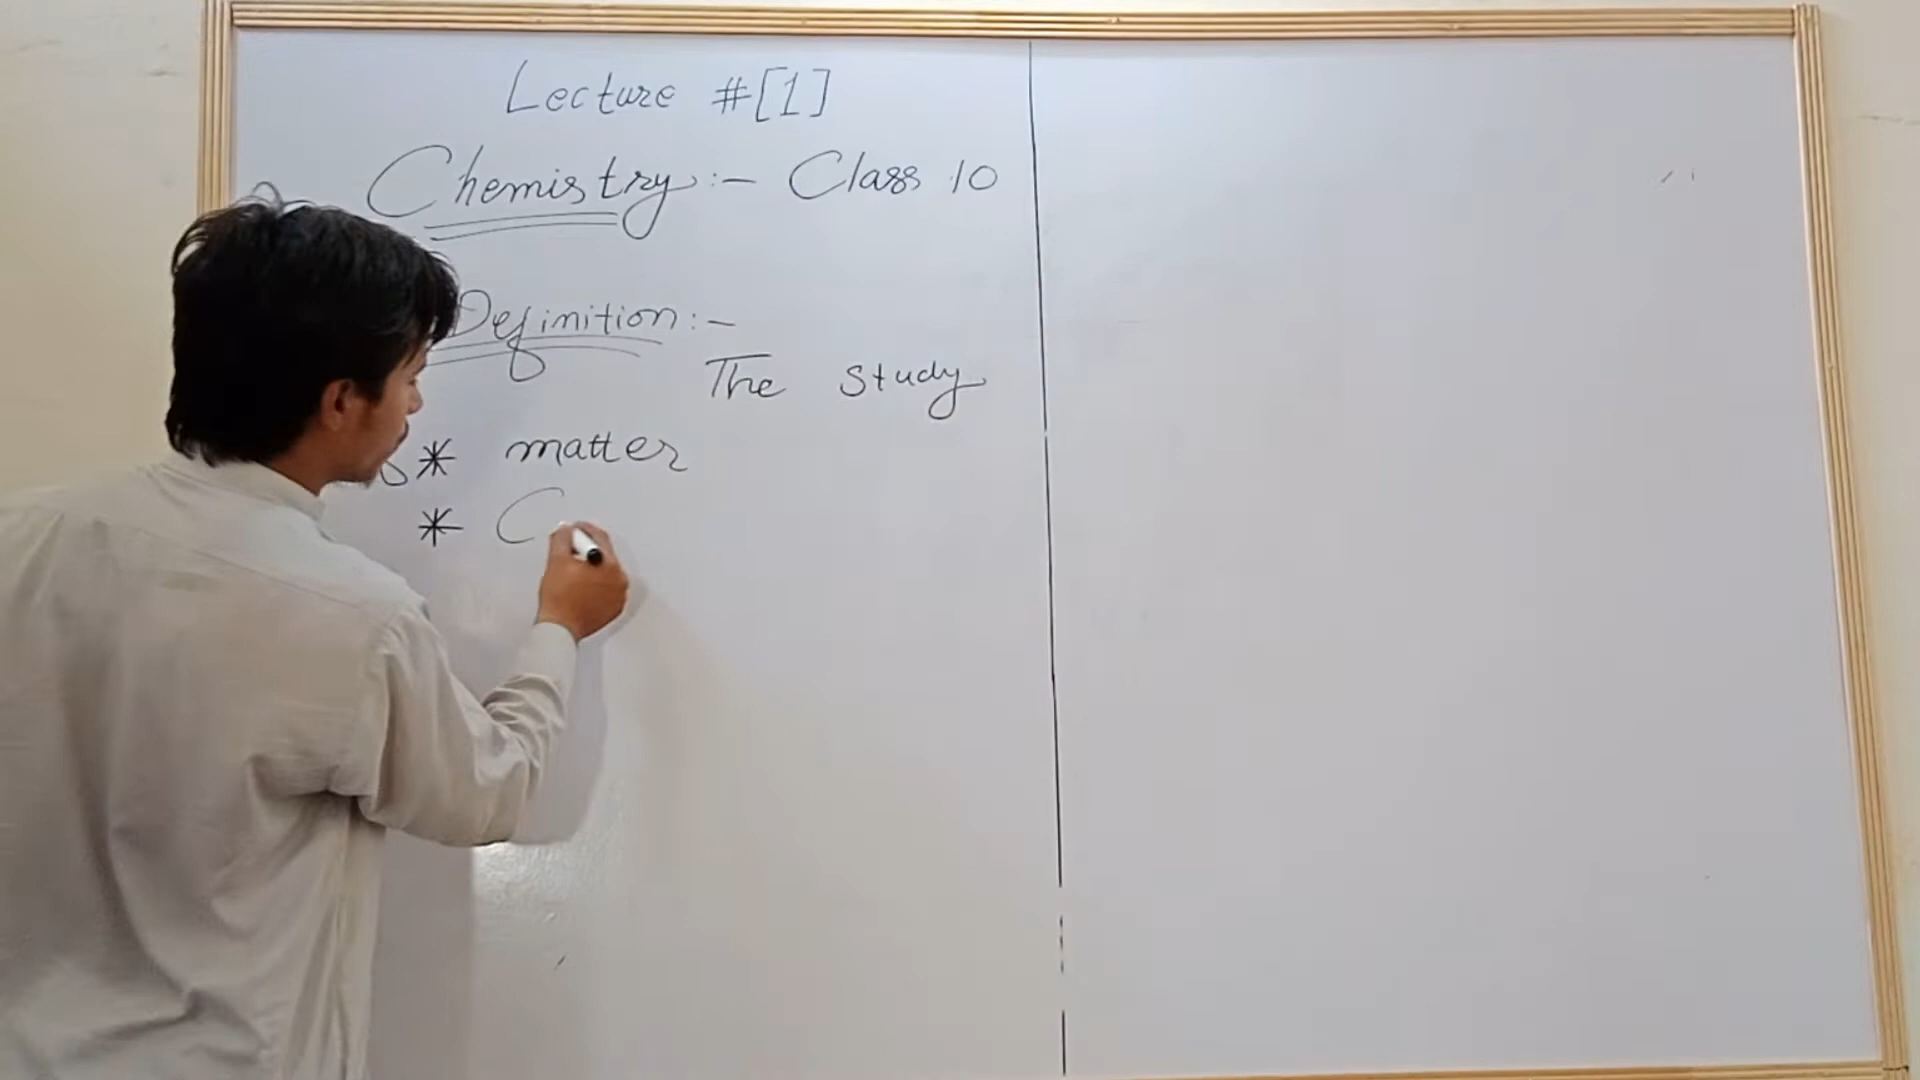 Lecture #[1]
Chemistry:- Class 10
Definition:-
The study
* matter
* C